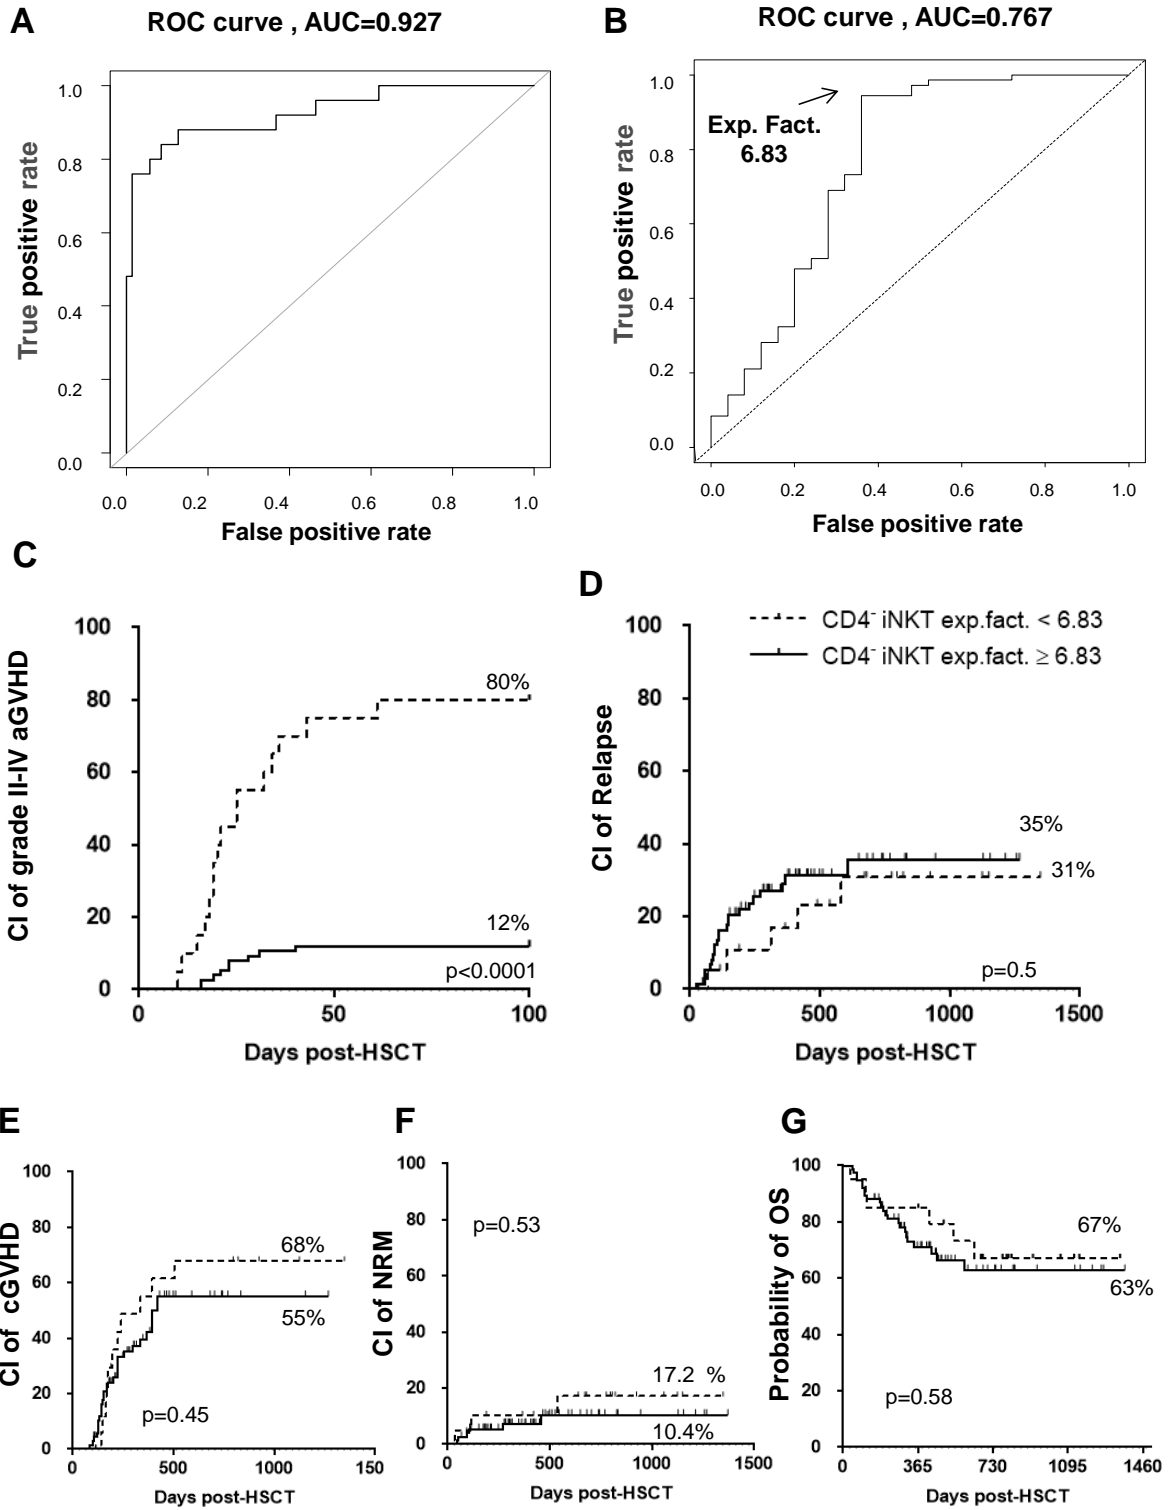 A
ROC curve , AUC=0.927
True positive rate
1.0
0.8
0.6
0.4
0.2
0.0
0.0 0.2 0.4 0.6 0.8 1.0
False positive rate
B
ROC curve , AUC=0.767
True positive rate
1.0
0.8
0.6
0.4
0.2
0.0
Exp. Fact.
6.83
0.0 0.2 0.4 0.6 0.8 1.0
False positive rate
C
CI of grade II-IV aGVHD
100
80
60
40
20
0
80%
12%
p<0.0001
0 50 100
Days post-HSCT
D
CD4⁻ iNKT exp.fact. < 6.83
CD4⁻ iNKT exp.fact. ≥ 6.83
CI of Relapse
100
80
60
40
20
0
35%
31%
p=0.5
0 500 1000 1500
Days post-HSCT
E
CI of cGVHD
100
80
60
40
20
0
68%
55%
p=0.45
0 500 1000 150
Days post-HSCT
F
CI of NRM
100
80
60
40
20
0
p=0.53
17.2 %
10.4%
0 500 1000 1500
Days post-HSCT
G
Probability of OS
100
80
60
40
20
0
67%
63%
p=0.58
0 365 730 1095 1460
Days post-HSCT